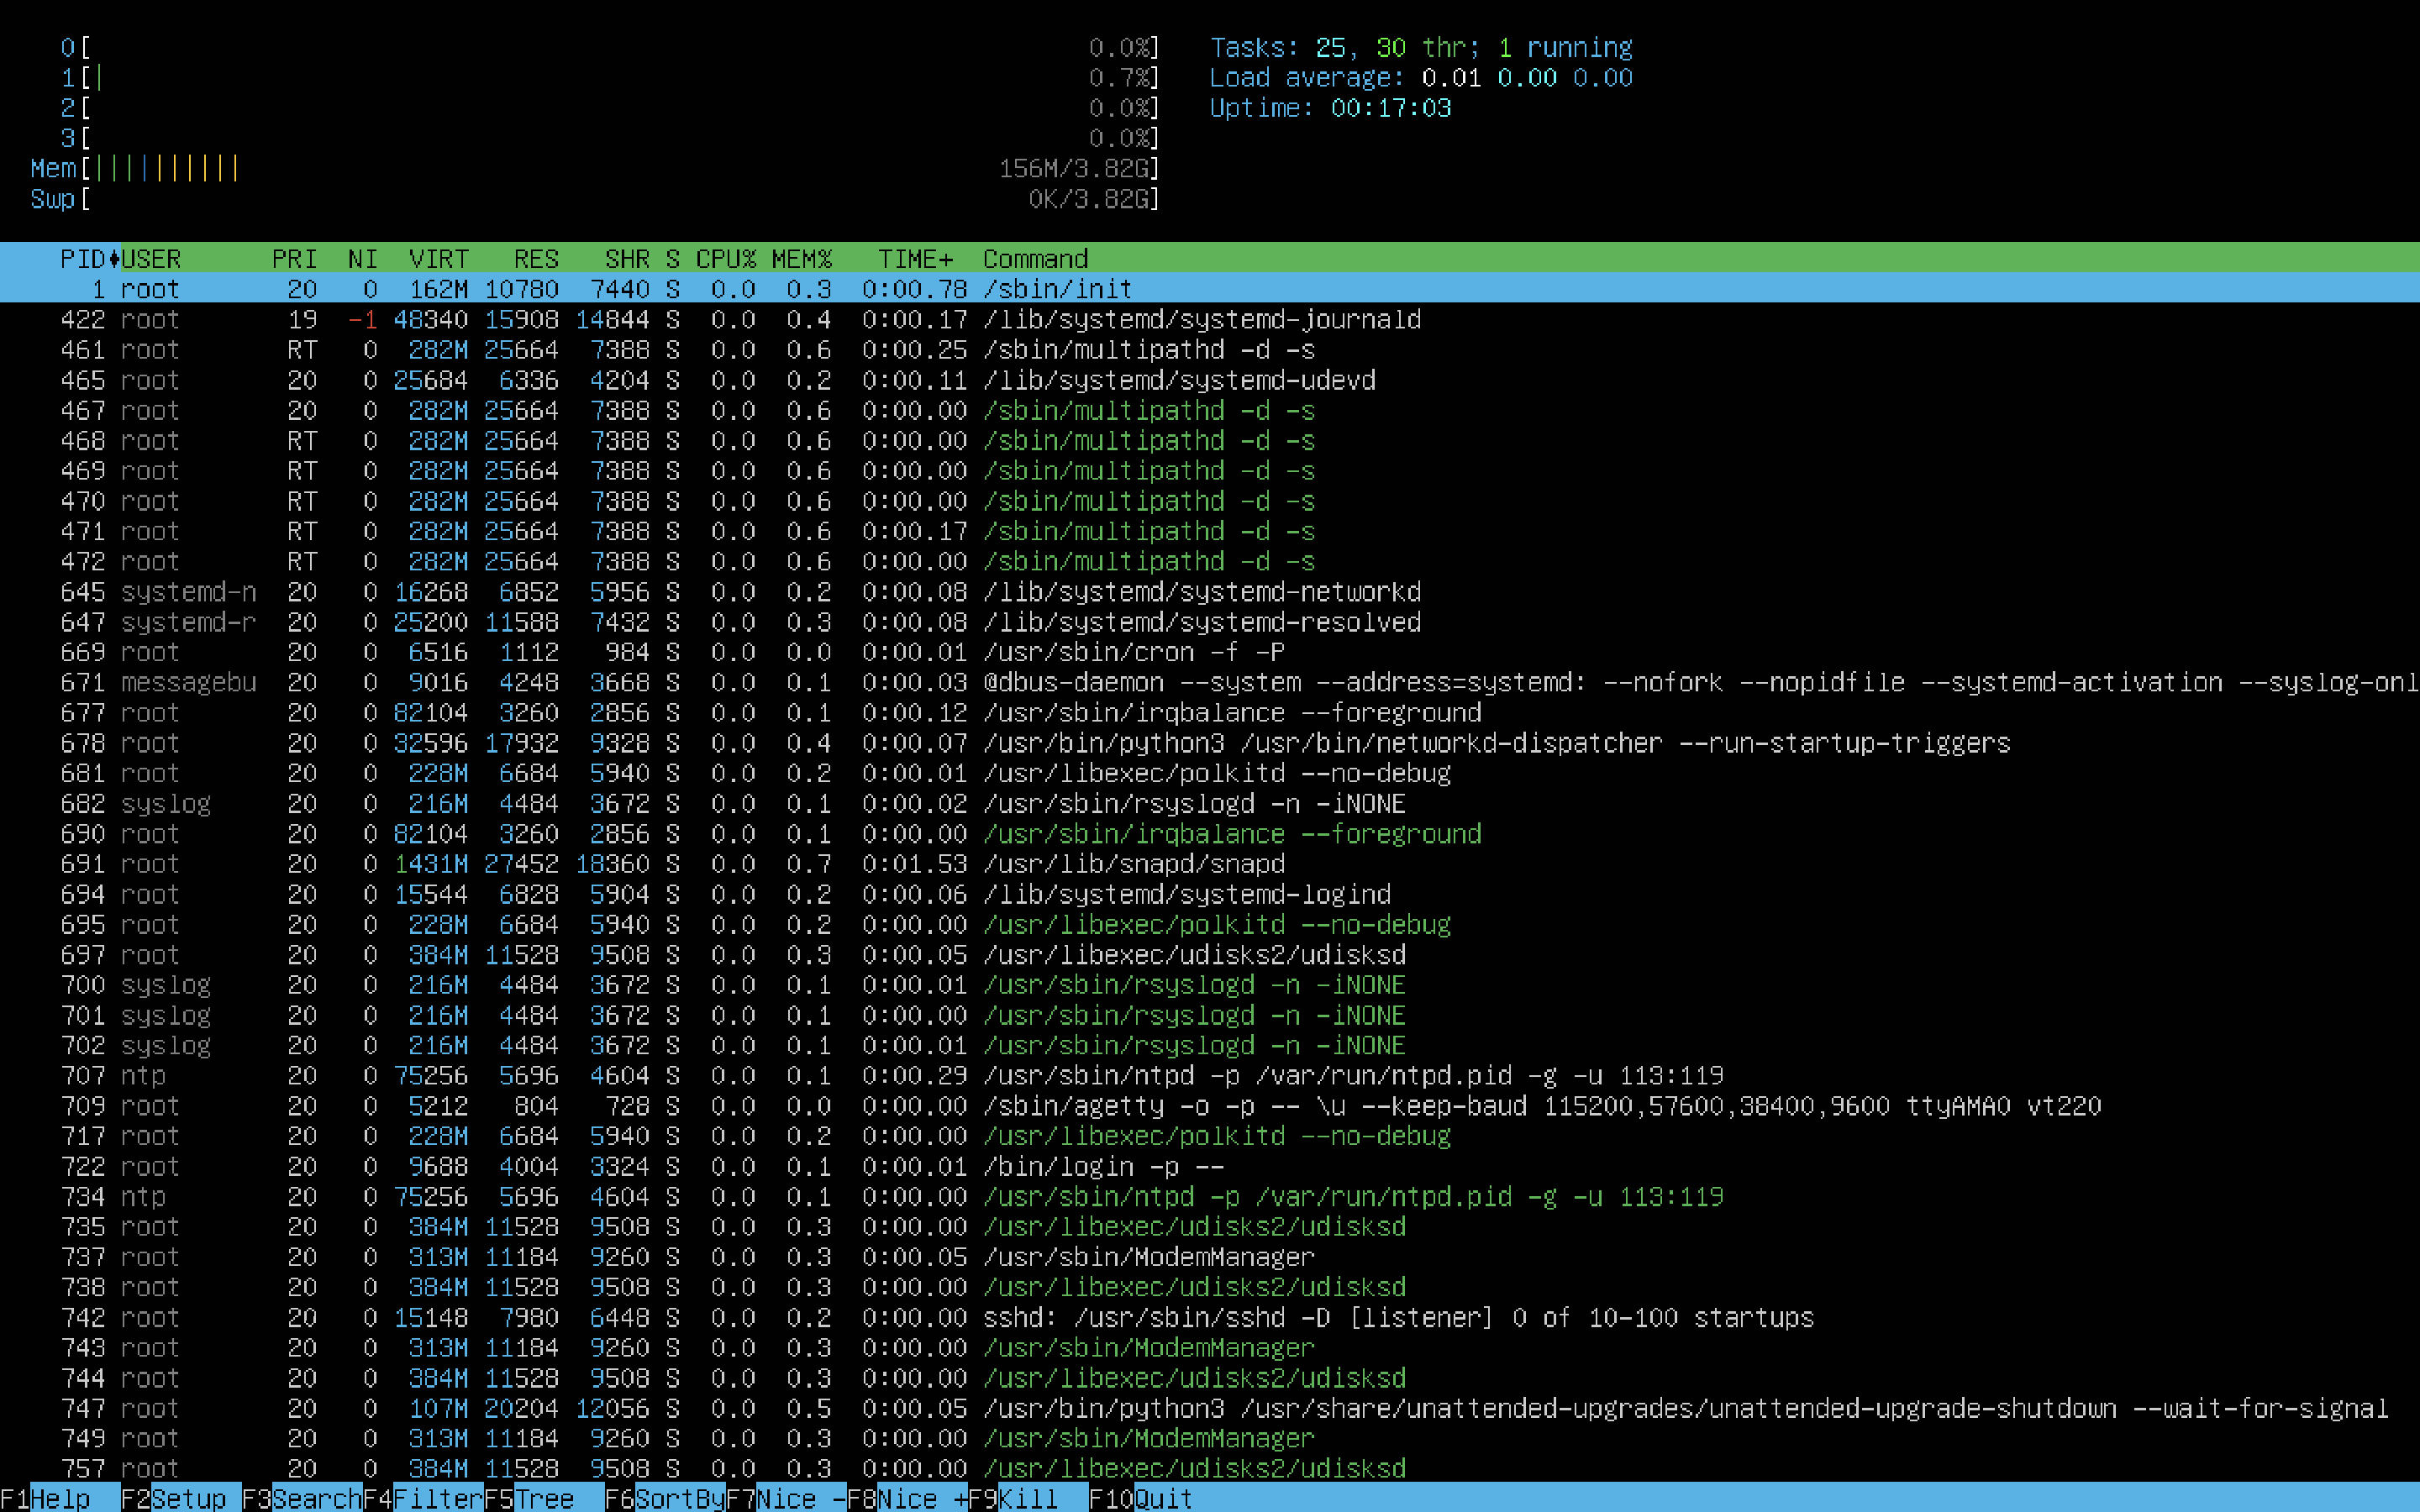 0[ 0.0%] Tasks: 25, 30 thr; 1 running
1[| 0.7%] Load average: 0.01 0.00 0.00
2[ 0.0%] Uptime: 00:17:03
3[ 0.0%]
Mem[|||||||||| 156M/3.82G]
Swp[ 0K/3.82G]
PID♦USER PRI NI VIRT RES SHR S CPU% MEM% TIME+ Command
1 root 20 0 162M 10780 7440 S 0.0 0.3 0:00.78 /sbin/init
422 root 19 -1 48340 15908 14844 S 0.0 0.4 0:00.17 /lib/systemd/systemd-journald
461 root RT 0 282M 25664 7388 S 0.0 0.6 0:00.25 /sbin/multipathd -d -s
465 root 20 0 25684 6336 4204 S 0.0 0.2 0:00.11 /lib/systemd/systemd-udevd
467 root 20 0 282M 25664 7388 S 0.0 0.6 0:00.00 /sbin/multipathd -d -s
468 root RT 0 282M 25664 7388 S 0.0 0.6 0:00.00 /sbin/multipathd -d -s
469 root RT 0 282M 25664 7388 S 0.0 0.6 0:00.00 /sbin/multipathd -d -s
470 root RT 0 282M 25664 7388 S 0.0 0.6 0:00.00 /sbin/multipathd -d -s
471 root RT 0 282M 25664 7388 S 0.0 0.6 0:00.17 /sbin/multipathd -d -s
472 root RT 0 282M 25664 7388 S 0.0 0.6 0:00.00 /sbin/multipathd -d -s
645 systemd-n 20 0 16268 6852 5956 S 0.0 0.2 0:00.08 /lib/systemd/systemd-networkd
647 systemd-r 20 0 25200 11588 7432 S 0.0 0.3 0:00.08 /lib/systemd/systemd-resolved
669 root 20 0 6516 1112 984 S 0.0 0.0 0:00.01 /usr/sbin/cron -f -P
671 messagebu 20 0 9016 4248 3668 S 0.0 0.1 0:00.03 @dbus-daemon --system --address=systemd: --nofork --nopidfile --systemd-activation --syslog-onl
677 root 20 0 82104 3260 2856 S 0.0 0.1 0:00.12 /usr/sbin/irqbalance --foreground
678 root 20 0 32596 17932 9328 S 0.0 0.4 0:00.07 /usr/bin/python3 /usr/bin/networkd-dispatcher --run-startup-triggers
681 root 20 0 228M 6684 5940 S 0.0 0.2 0:00.01 /usr/libexec/polkitd --no-debug
682 syslog 20 0 216M 4484 3672 S 0.0 0.1 0:00.02 /usr/sbin/rsyslogd -n -iNONE
690 root 20 0 82104 3260 2856 S 0.0 0.1 0:00.00 /usr/sbin/irqbalance --foreground
691 root 20 0 1431M 27452 18360 S 0.0 0.7 0:01.53 /usr/lib/snapd/snapd
694 root 20 0 15544 6828 5904 S 0.0 0.2 0:00.06 /lib/systemd/systemd-logind
695 root 20 0 228M 6684 5940 S 0.0 0.2 0:00.00 /usr/libexec/polkitd --no-debug
697 root 20 0 384M 11528 9508 S 0.0 0.3 0:00.05 /usr/libexec/udisks2/udisksd
700 syslog 20 0 216M 4484 3672 S 0.0 0.1 0:00.01 /usr/sbin/rsyslogd -n -iNONE
701 syslog 20 0 216M 4484 3672 S 0.0 0.1 0:00.00 /usr/sbin/rsyslogd -n -iNONE
702 syslog 20 0 216M 4484 3672 S 0.0 0.1 0:00.01 /usr/sbin/rsyslogd -n -iNONE
707 ntp 20 0 75256 5696 4604 S 0.0 0.1 0:00.29 /usr/sbin/ntpd -p /var/run/ntpd.pid -g -u 113:119
709 root 20 0 5212 804 728 S 0.0 0.0 0:00.00 /sbin/agetty -o -p -- \u --keep-baud 115200,57600,38400,9600 ttyAMA0 vt220
717 root 20 0 228M 6684 5940 S 0.0 0.2 0:00.00 /usr/libexec/polkitd --no-debug
722 root 20 0 9688 4004 3324 S 0.0 0.1 0:00.01 /bin/login -p --
734 ntp 20 0 75256 5696 4604 S 0.0 0.1 0:00.00 /usr/sbin/ntpd -p /var/run/ntpd.pid -g -u 113:119
735 root 20 0 384M 11528 9508 S 0.0 0.3 0:00.00 /usr/libexec/udisks2/udisksd
737 root 20 0 313M 11184 9260 S 0.0 0.3 0:00.05 /usr/sbin/ModemManager
738 root 20 0 384M 11528 9508 S 0.0 0.3 0:00.00 /usr/libexec/udisks2/udisksd
742 root 20 0 15148 7980 6448 S 0.0 0.2 0:00.00 sshd: /usr/sbin/sshd -D [listener] 0 of 10-100 startups
743 root 20 0 313M 11184 9260 S 0.0 0.3 0:00.00 /usr/sbin/ModemManager
744 root 20 0 384M 11528 9508 S 0.0 0.3 0:00.00 /usr/libexec/udisks2/udisksd
747 root 20 0 107M 20204 12056 S 0.0 0.5 0:00.05 /usr/bin/python3 /usr/share/unattended-upgrades/unattended-upgrade-shutdown --wait-for-signal
749 root 20 0 313M 11184 9260 S 0.0 0.3 0:00.00 /usr/sbin/ModemManager
757 root 20 0 384M 11528 9508 S 0.0 0.3 0:00.00 /usr/libexec/udisks2/udisksd
F1Help F2Setup F3SearchF4FilterF5Tree F6SortByF7Nice -F8Nice +F9Kill F10Quit